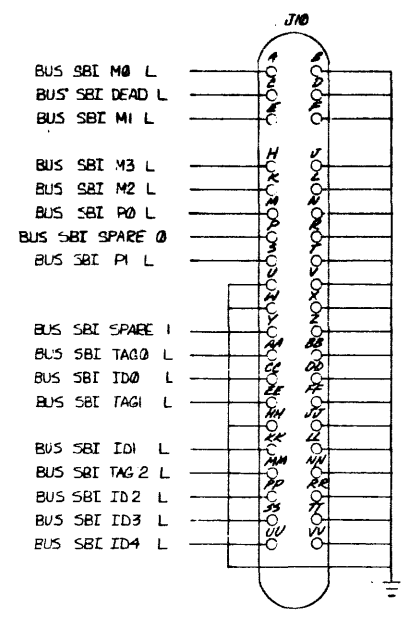 J10
A B
BUS SBI M0 L
C D
BUS SBI DEAD L
E F
BUS SBI M1 L
H J
BUS SBI M3 L
K L
BUS SBI M2 L
M N
BUS SBI P0 L
P R
BUS SBI SPARE 0
S T
BUS SBI P1 L
U V
W X
Y Z
BUS SBI SPARE 1
AA BB
BUS SBI TAG0 L
CC DD
BUS SBI ID0 L
EE FF
BUS SBI TAG1 L
HH JJ
KK LL
BUS SBI ID1 L
MM NN
BUS SBI TAG 2 L
PP RR
BUS SBI ID2 L
SS TT
BUS SBI ID3 L
UU VV
BUS SBI ID4 L